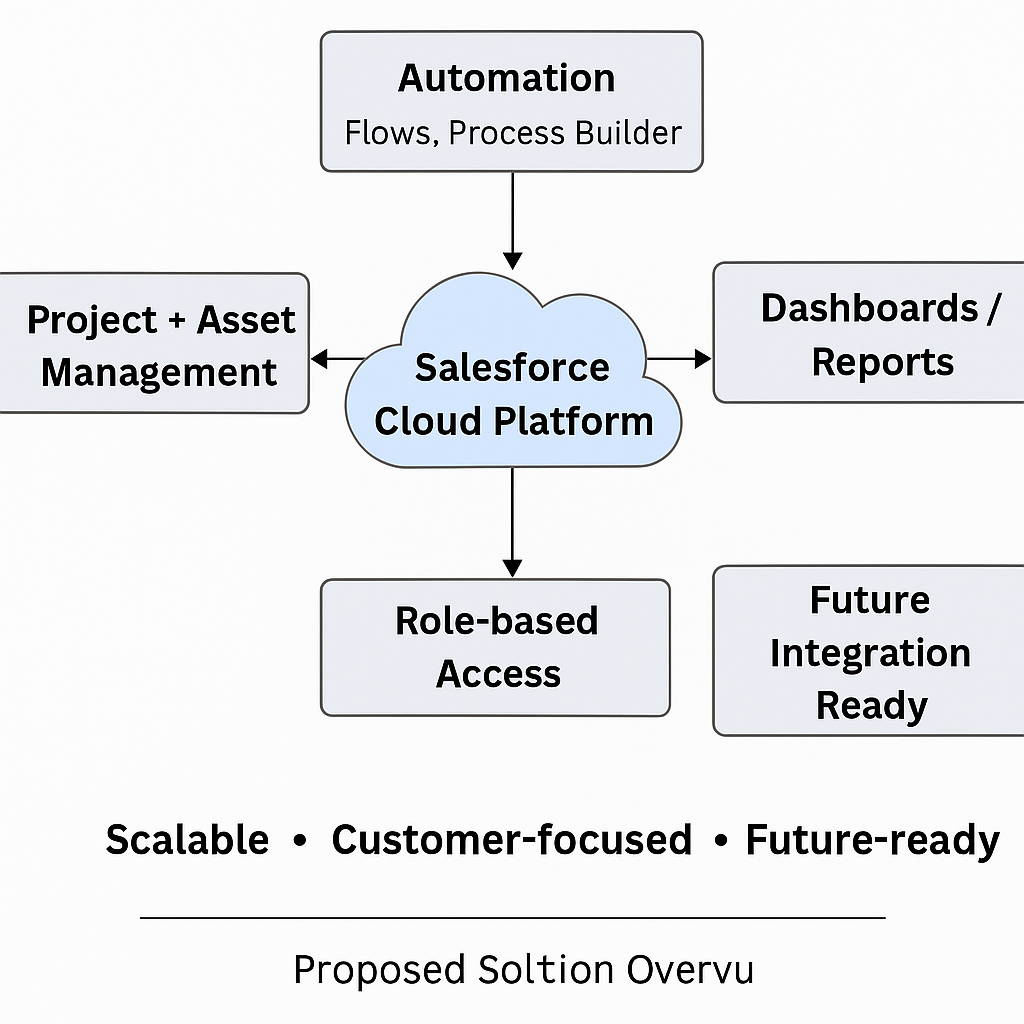 Automation
Flows, Process Builder
Project + Asset
Management
Salesforce
Cloud Platform
Dashboards /
Reports
Role-based
Access
Future
Integration
Ready
Scalable • Customer-focused • Future-ready
Proposed Soltion Overvu